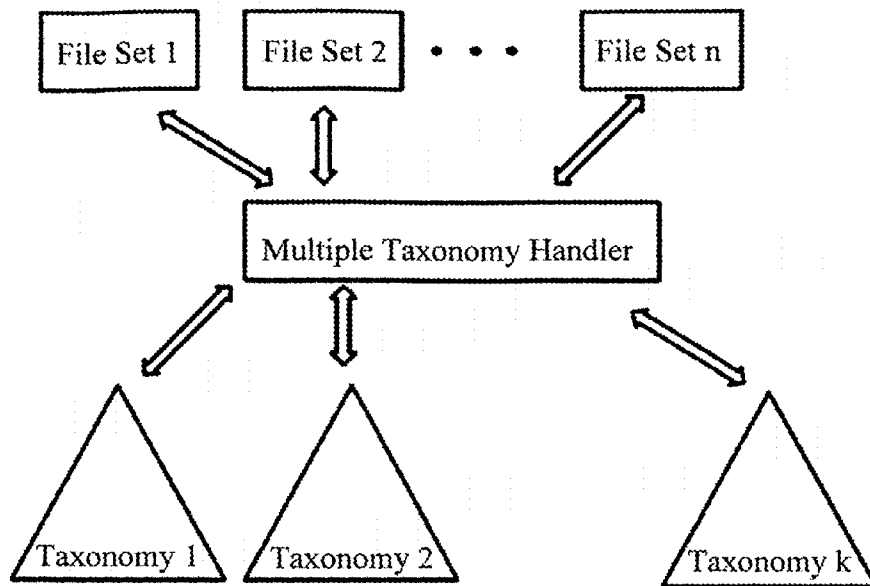 File Set 1
File Set 2
File Set n
Multiple Taxonomy Handler
Taxonomy 1
Taxonomy 2
Taxonomy k